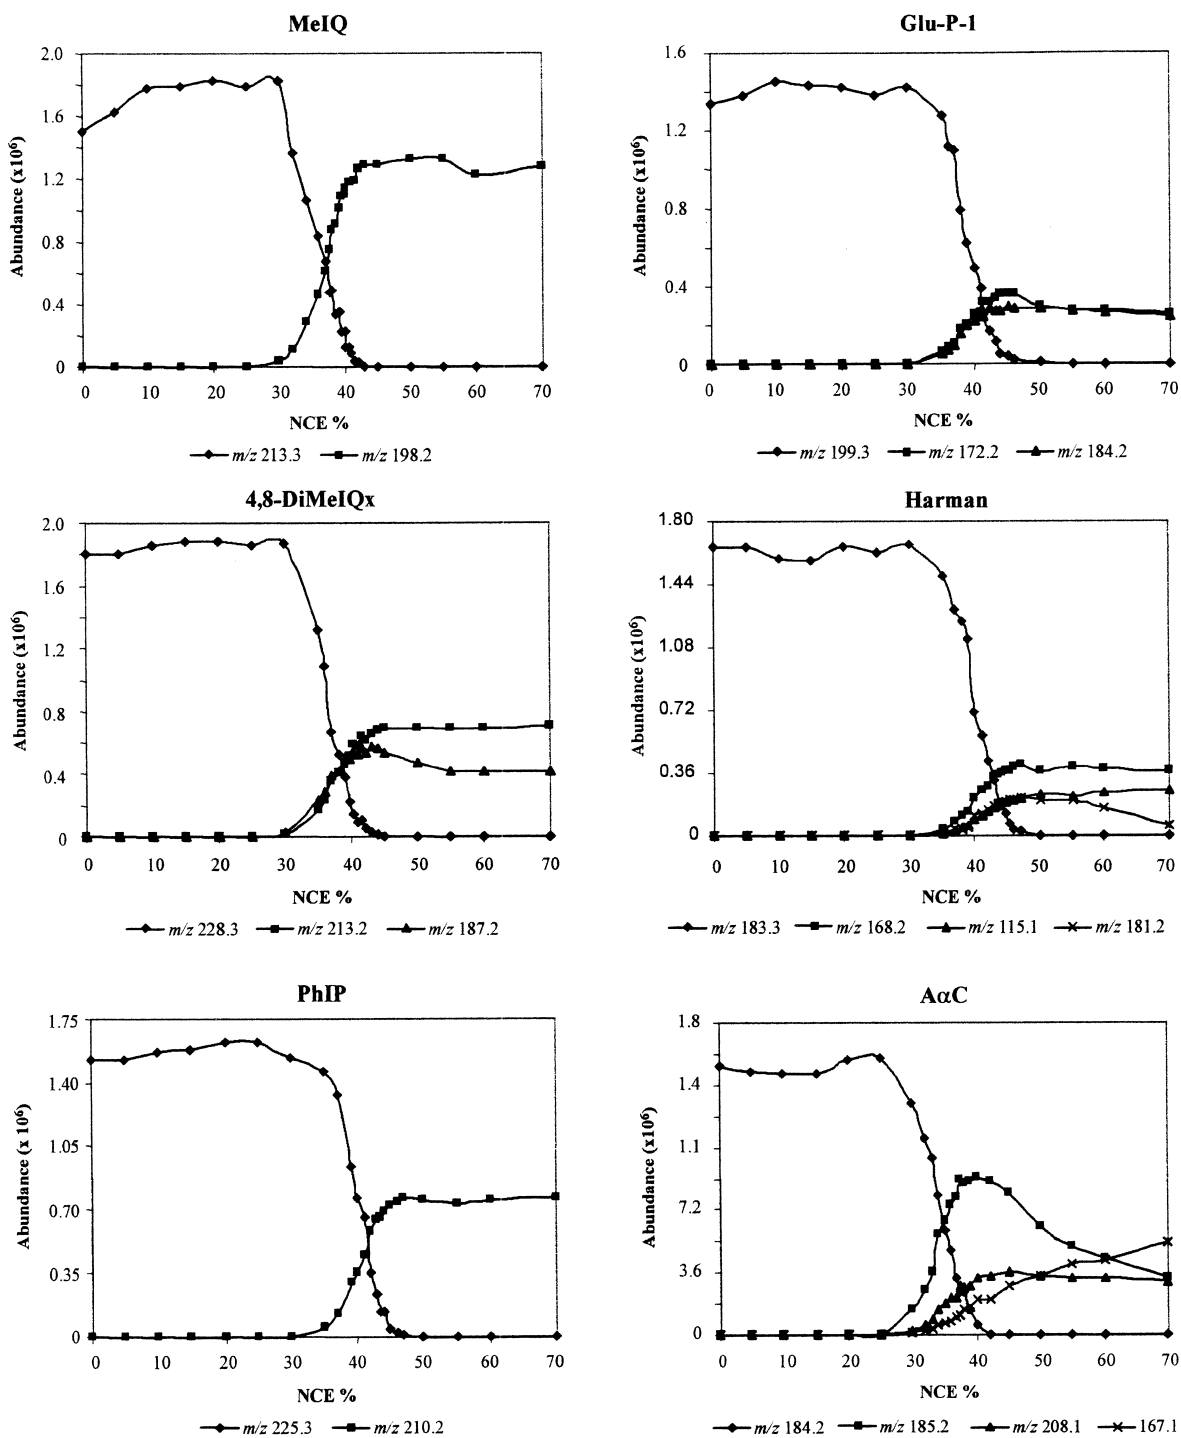 MeIQ
2.0
1.6
1.2
0.8
0.4
0
Abundance (x10⁶)
0 10 20 30 40 50 60 70
NCE %
m/z 213.3 m/z 198.2
Glu-P-1
1.6
1.2
0.8
0.4
0
Abundance (x10⁶)
0 10 20 30 40 50 60 70
NCE %
m/z 199.3 m/z 172.2 m/z 184.2
4,8-DiMeIQx
2.0
1.6
1.2
0.8
0.4
0
Abundance (x10⁶)
0 10 20 30 40 50 60 70
NCE %
m/z 228.3 m/z 213.2 m/z 187.2
Harman
1.80
1.44
1.08
0.72
0.36
0
Abundance (x10⁶)
0 10 20 30 40 50 60 70
NCE %
m/z 183.3 m/z 168.2 m/z 115.1 m/z 181.2
PhIP
1.75
1.40
1.05
0.70
0.35
0
Abundance (x 10⁶)
0 10 20 30 40 50 60 70
NCE %
m/z 225.3 m/z 210.2
AαC
1.8
1.4
1.1
7.2
3.6
0
Abundance (x10⁶)
0 10 20 30 40 50 60 70
NCE %
m/z 184.2 m/z 185.2 m/z 208.1 167.1